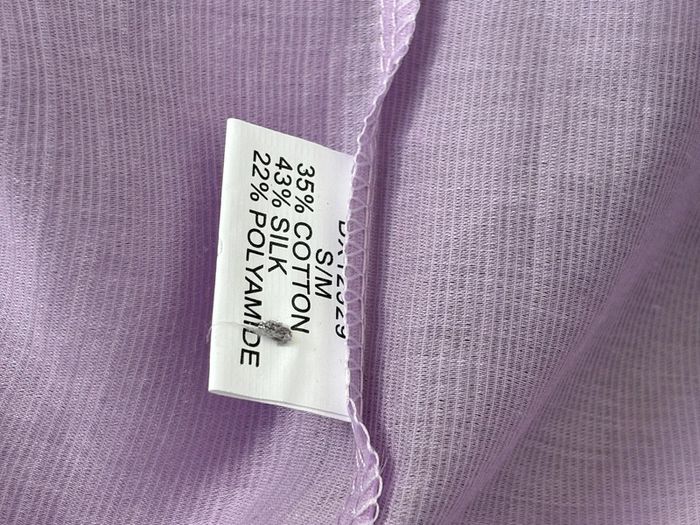 S/M
35% COTTON
43% SILK
22% POLYAMIDE